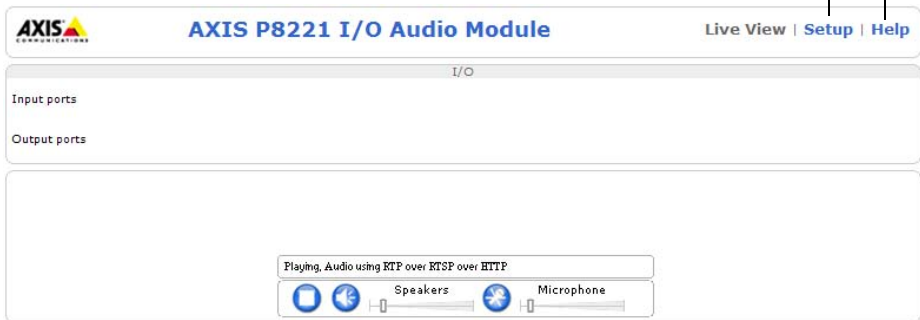 AXIS
COMMUNICATIONS
AXIS P8221 I/O Audio Module
Live View | Setup | Help
I/O
Input ports
Output ports
Playing, Audio using RTP over RTSP over HTTP
Speakers
Microphone